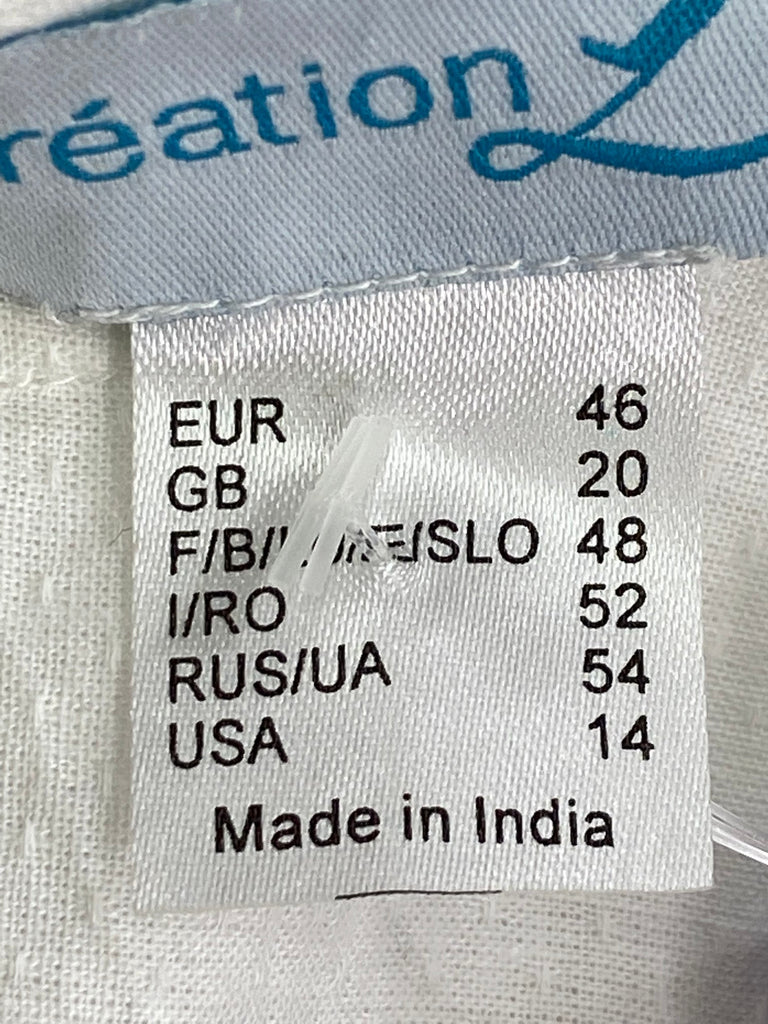 réation L
EUR 46
GB 20
F/B/ /SLO 48
I/RO 52
RUS/UA 54
USA 14
Made in India